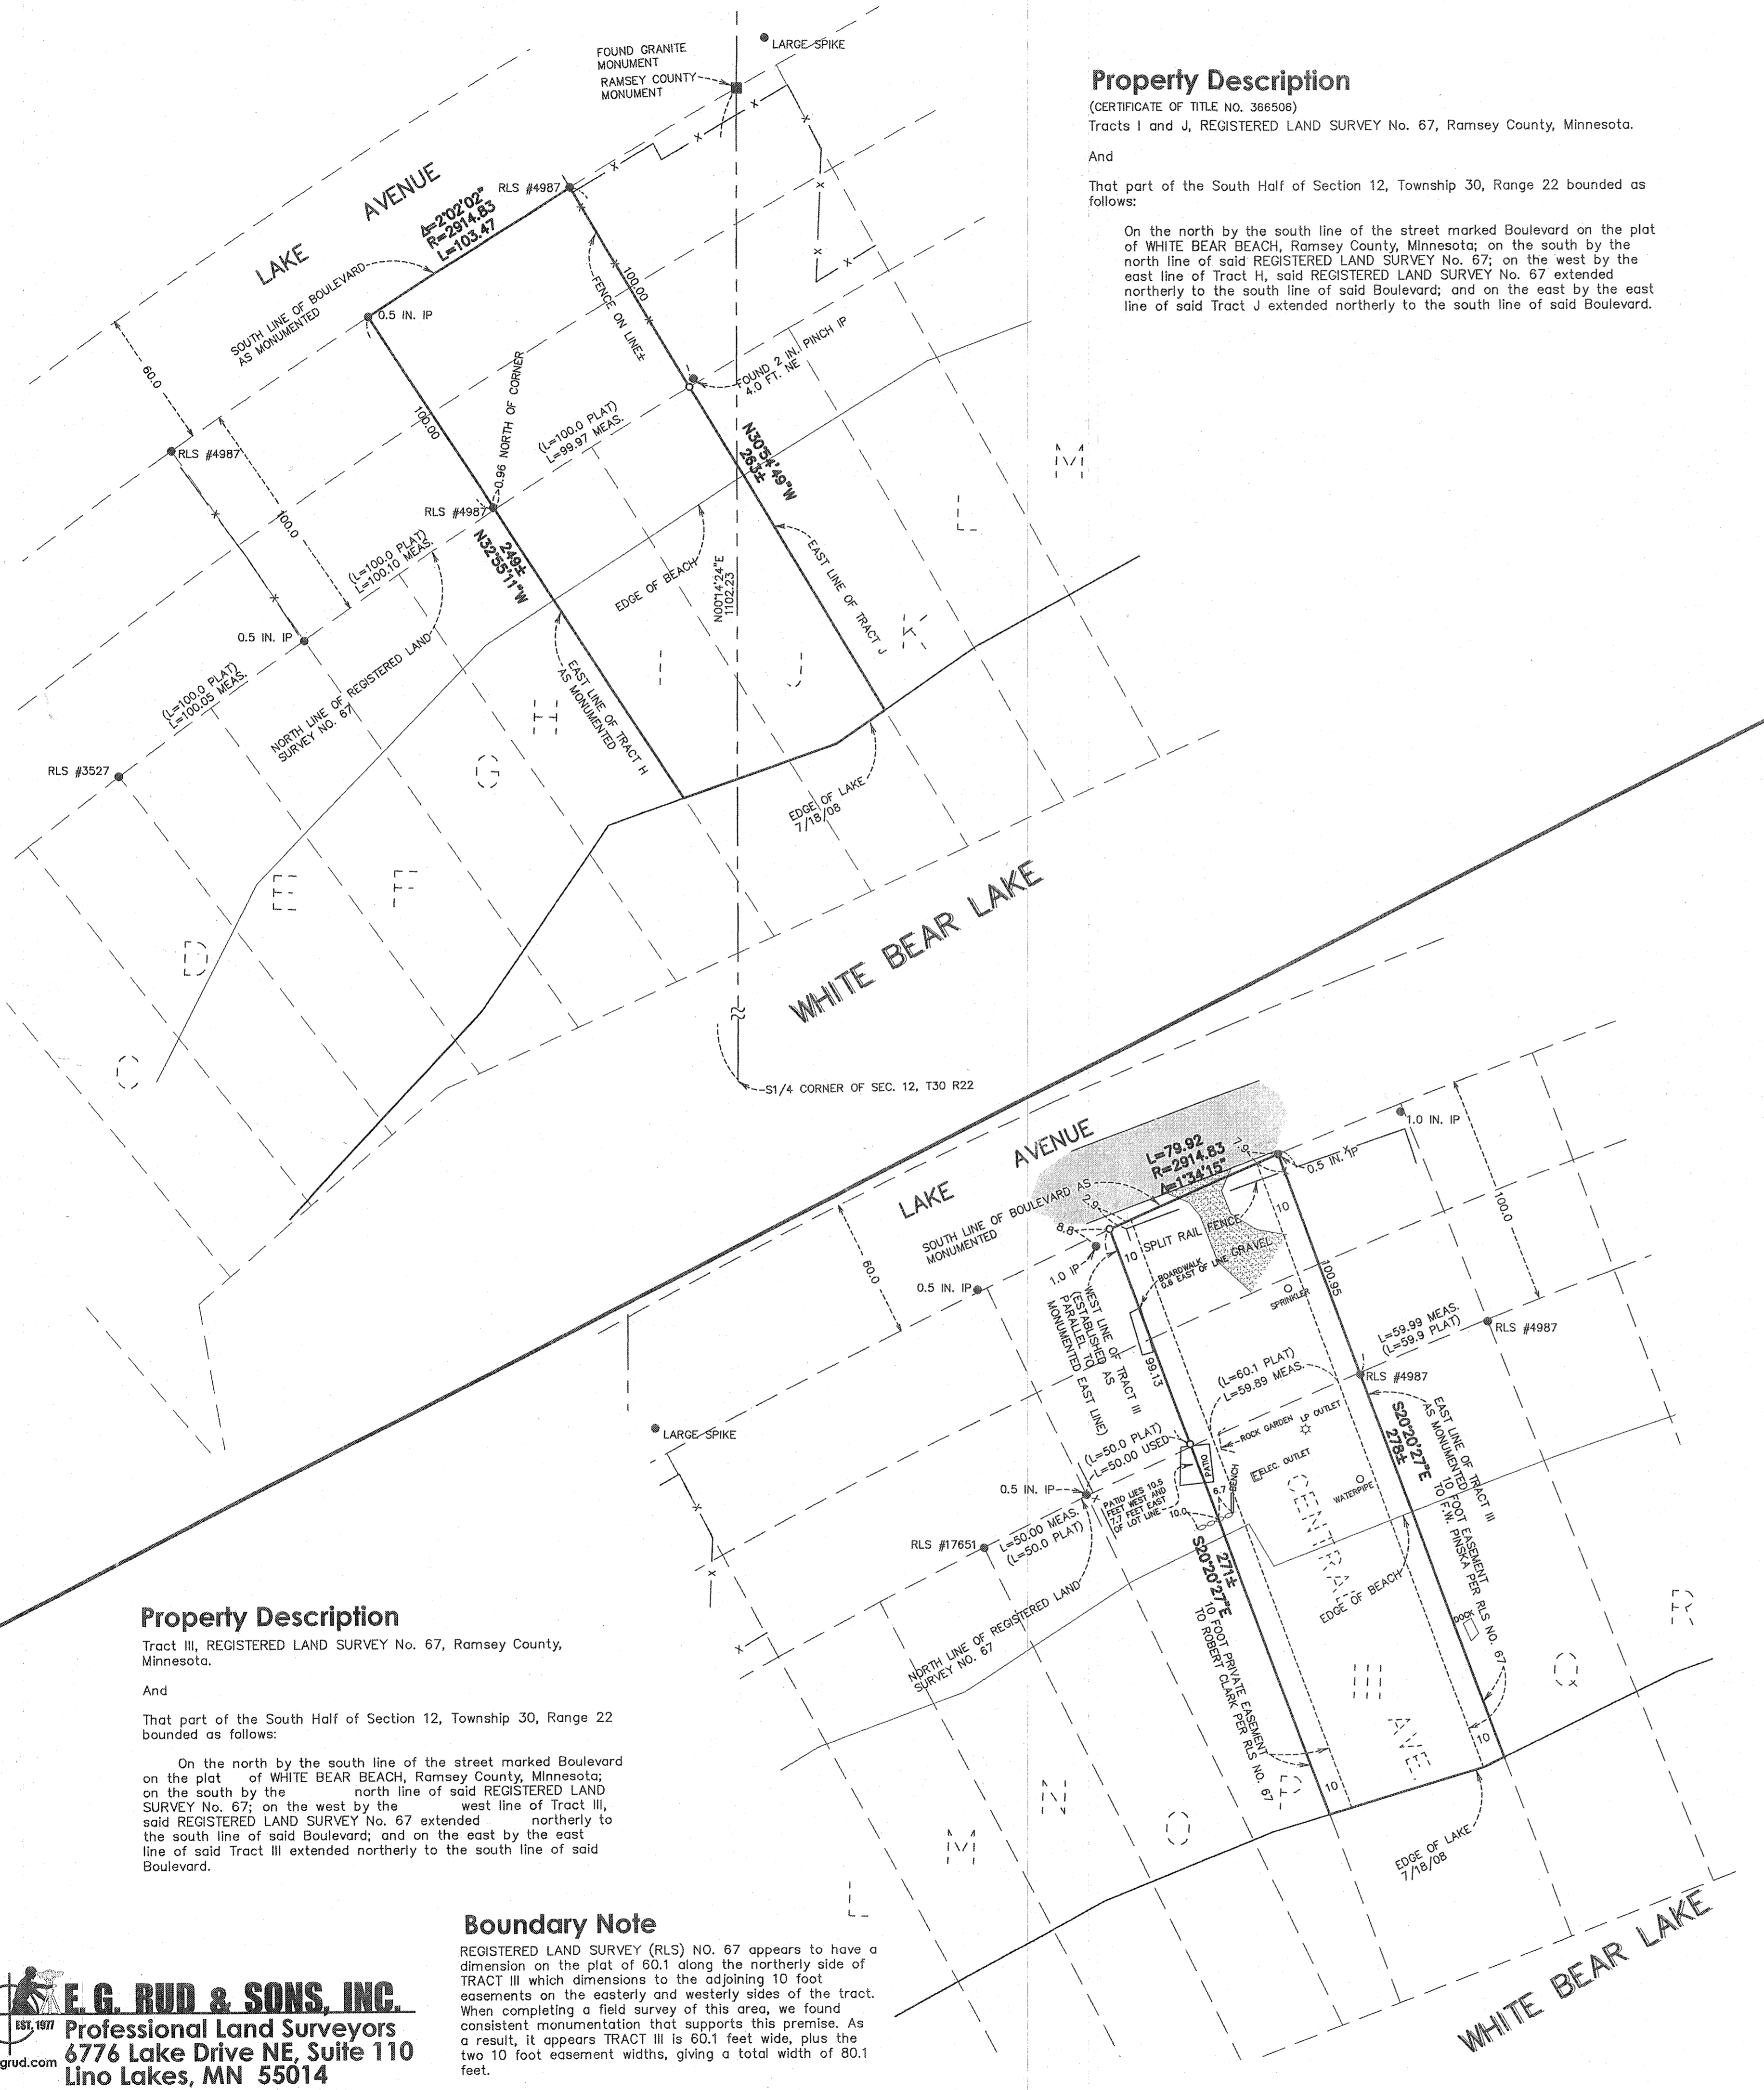 FOUND GRANITE
MONUMENT
RAMSEY COUNTY
MONUMENT
LARGE SPIKE
Property Description
(CERTIFICATE OF TITLE NO. 366506)
Tracts I and J, REGISTERED LAND SURVEY No. 67, Ramsey County, Minnesota.
And
That part of the South Half of Section 12, Township 30, Range 22 bounded as
follows:
On the north by the south line of the street marked Boulevard on the plat
of WHITE BEAR BEACH, Ramsey County, Minnesota; on the south by the
north line of said REGISTERED LAND SURVEY No. 67; on the west by the
east line of Tract H, said REGISTERED LAND SURVEY No. 67 extended
northerly to the south line of said Boulevard; and on the east by the east
line of said Tract J extended northerly to the south line of said Boulevard.
LAKE AVENUE
RLS #4987
Δ=2°02'02"
R=2914.83
L=103.47
SOUTH LINE OF BOULEVARD
AS MONUMENTED
0.5 IN. IP
100.00
FENCE ON LINE±
FOUND 2 IN. PINCH IP
4.0 FT. NE
60.0
RLS #4987
100.0
100.00
0.96 NORTH OF CORNER
(L=100.0 PLAT)
L=99.97 MEAS.
N30°54'49"W
263±
RLS #4987
249±
N32°55'11"W
(L=100.0 PLAT)
L=100.10 MEAS.
EDGE OF BEACH
N00°14'24"E
1102.23
EAST LINE OF TRACT J
0.5 IN. IP
(L=100.0 PLAT)
L=100.05 MEAS.
NORTH LINE OF REGISTERED LAND
SURVEY NO. 67
EAST LINE OF TRACT H
AS MONUMENTED
RLS #3527
C
D
E
F
G
H
I
J
K
L
M
EDGE OF LAKE
7/18/08
WHITE BEAR LAKE
S1/4 CORNER OF SEC. 12, T30 R22
LAKE AVENUE
L=79.92
R=2914.83
Δ=1°34'15"
7.9
0.5 IN. IP
1.0 IN. IP
SOUTH LINE OF BOULEVARD AS
MONUMENTED
2.9
8.8
1.0 IP
0.5 IN. IP
60.0
10
SPLIT RAIL FENCE
GRAVEL
10
BOARDWALK
0.6 EAST OF LINE
SPRINKLER
100.95
100.0
WEST LINE OF TRACT III
(ESTABLISHED AS
PARALLEL TO
MONUMENTED EAST LINE)
99.13
L=59.99 MEAS.
(L=59.9 PLAT)
RLS #4987
(L=60.1 PLAT)
L=59.89 MEAS.
RLS #4987
LARGE SPIKE
(L=50.0 PLAT)
L=50.00 USED
ROCK GARDEN
LP OUTLET
ELEC. OUTLET
PATIO
BENCH
6.7
WATERPIPE
0.5 IN. IP
PATIO LIES 10.5
FEET WEST AND
7.7 FEET EAST
OF LOT LINE
10.0
S20°20'27"E
278±
EAST LINE OF TRACT III
AS MONUMENTED
10 FOOT EASEMENT
TO F.W. PINSKA PER RLS NO. 67
RLS #17651
L=50.00 MEAS.
(L=50.0 PLAT)
271±
S20°20'27"E
10 FOOT PRIVATE EASEMENT
TO ROBERT CLARK PER RLS NO. 67
CENTRAL AVE.
EDGE OF BEACH
DOCK
NORTH LINE OF REGISTERED LAND
SURVEY NO. 67
III
10
10
L
M
N
O
P
Q
R
EDGE OF LAKE
7/18/08
WHITE BEAR LAKE
Property Description
Tract III, REGISTERED LAND SURVEY No. 67, Ramsey County,
Minnesota.
And
That part of the South Half of Section 12, Township 30, Range 22
bounded as follows:
On the north by the south line of the street marked Boulevard
on the plat of WHITE BEAR BEACH, Ramsey County, Minnesota;
on the south by the north line of said REGISTERED LAND
SURVEY No. 67; on the west by the west line of Tract III,
said REGISTERED LAND SURVEY No. 67 extended northerly to
the south line of said Boulevard; and on the east by the east
line of said Tract III extended northerly to the south line of said
Boulevard.
Boundary Note
REGISTERED LAND SURVEY (RLS) NO. 67 appears to have a
dimension on the plat of 60.1 along the northerly side of
TRACT III which dimensions to the adjoining 10 foot
easements on the easterly and westerly sides of the tract.
When completing a field survey of this area, we found
consistent monumentation that supports this premise. As
a result, it appears TRACT III is 60.1 feet wide, plus the
two 10 foot easement widths, giving a total width of 80.1
feet.
E. G. RUD & SONS, INC.
EST. 1977
Professional Land Surveyors
6776 Lake Drive NE, Suite 110
grud.com
Lino Lakes, MN 55014